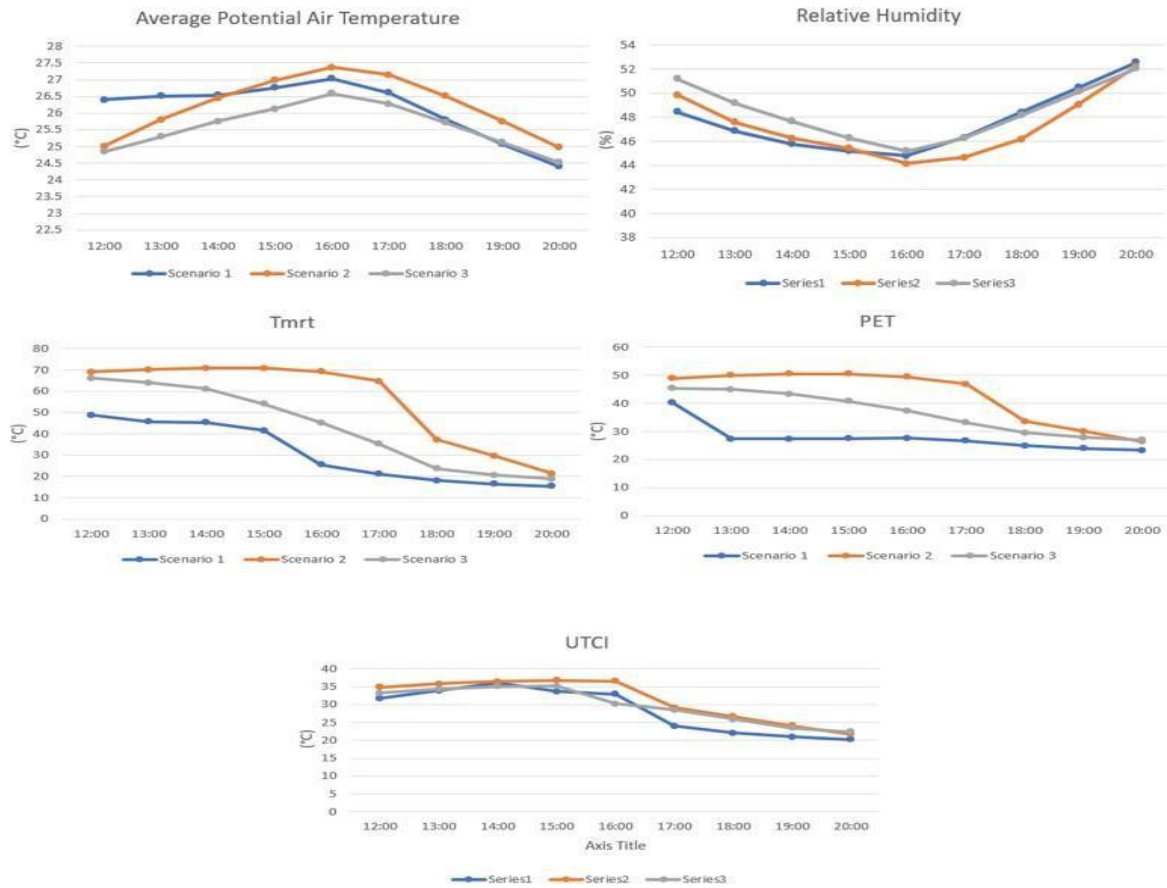 Average Potential Air Temperature
28
27.5
27
26.5
26
25.5
25
24.5
24
23.5
23
22.5
(°C)
12:00 13:00 14:00 15:00 16:00 17:00 18:00 19:00 20:00
Scenario 1 Scenario 2 Scenario 3
Relative Humidity
54
52
50
48
46
44
42
40
38
(%)
12:00 13:00 14:00 15:00 16:00 17:00 18:00 19:00 20:00
Series1 Series2 Series3
Tmrt
80
70
60
50
40
30
20
10
0
(°C)
12:00 13:00 14:00 15:00 16:00 17:00 18:00 19:00 20:00
Scenario 1 Scenario 2 Scenario 3
PET
60
50
40
30
20
10
0
(°C)
12:00 13:00 14:00 15:00 16:00 17:00 18:00 19:00 20:00
Scenario 1 Scenario 2 Scenario 3
UTCI
40
35
30
25
20
15
10
5
0
(°C)
12:00 13:00 14:00 15:00 16:00 17:00 18:00 19:00 20:00
Axis Title
Series1 Series2 Series3